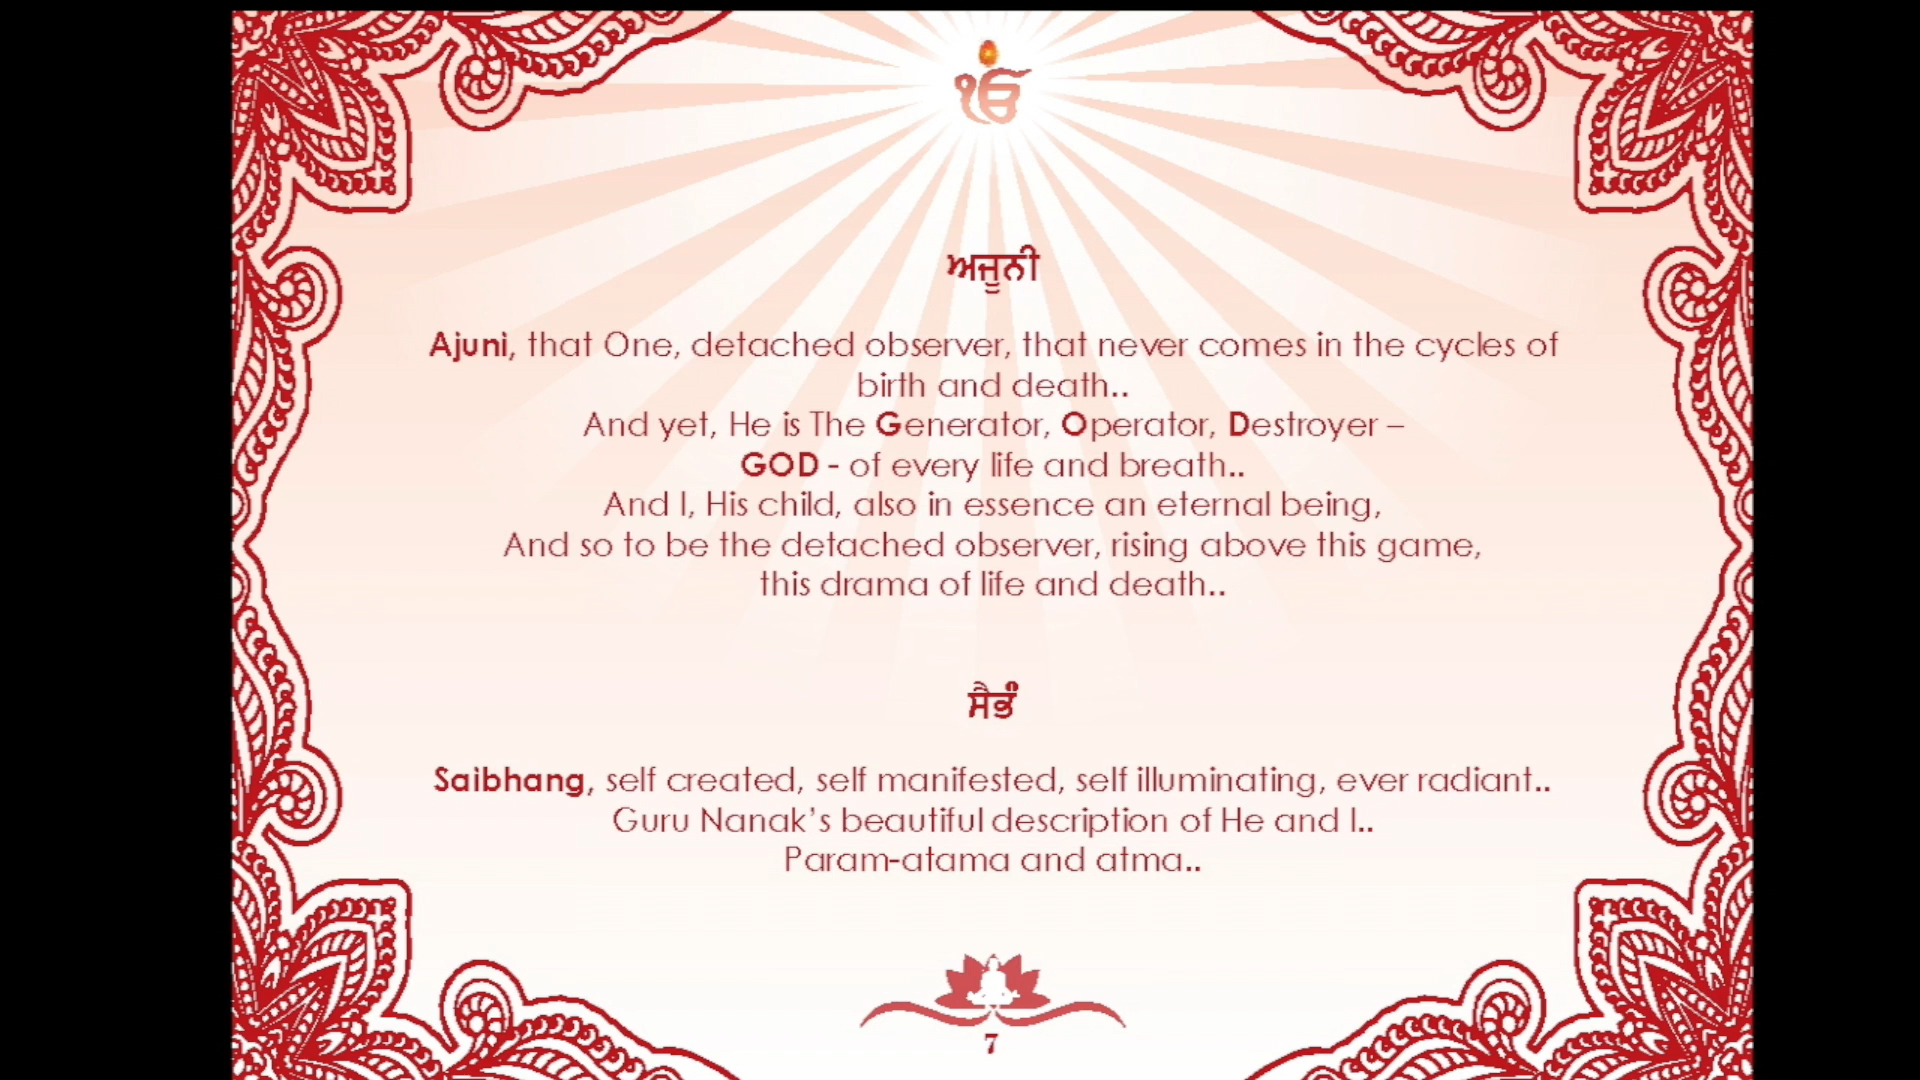 ੴ
ਅਜੂਨੀ
Ajuni, that One, detached observer, that never comes in the cycles of
birth and death..
And yet, He is The Generator, Operator, Destroyer –
GOD - of every life and breath..
And I, His child, also in essence an eternal being,
And so to be the detached observer, rising above this game,
this drama of life and death..
ਸੈਭੰ
Saibhang, self created, self manifested, self illuminating, ever radiant..
Guru Nanak’s beautiful description of He and I..
Param-atama and atma..
7